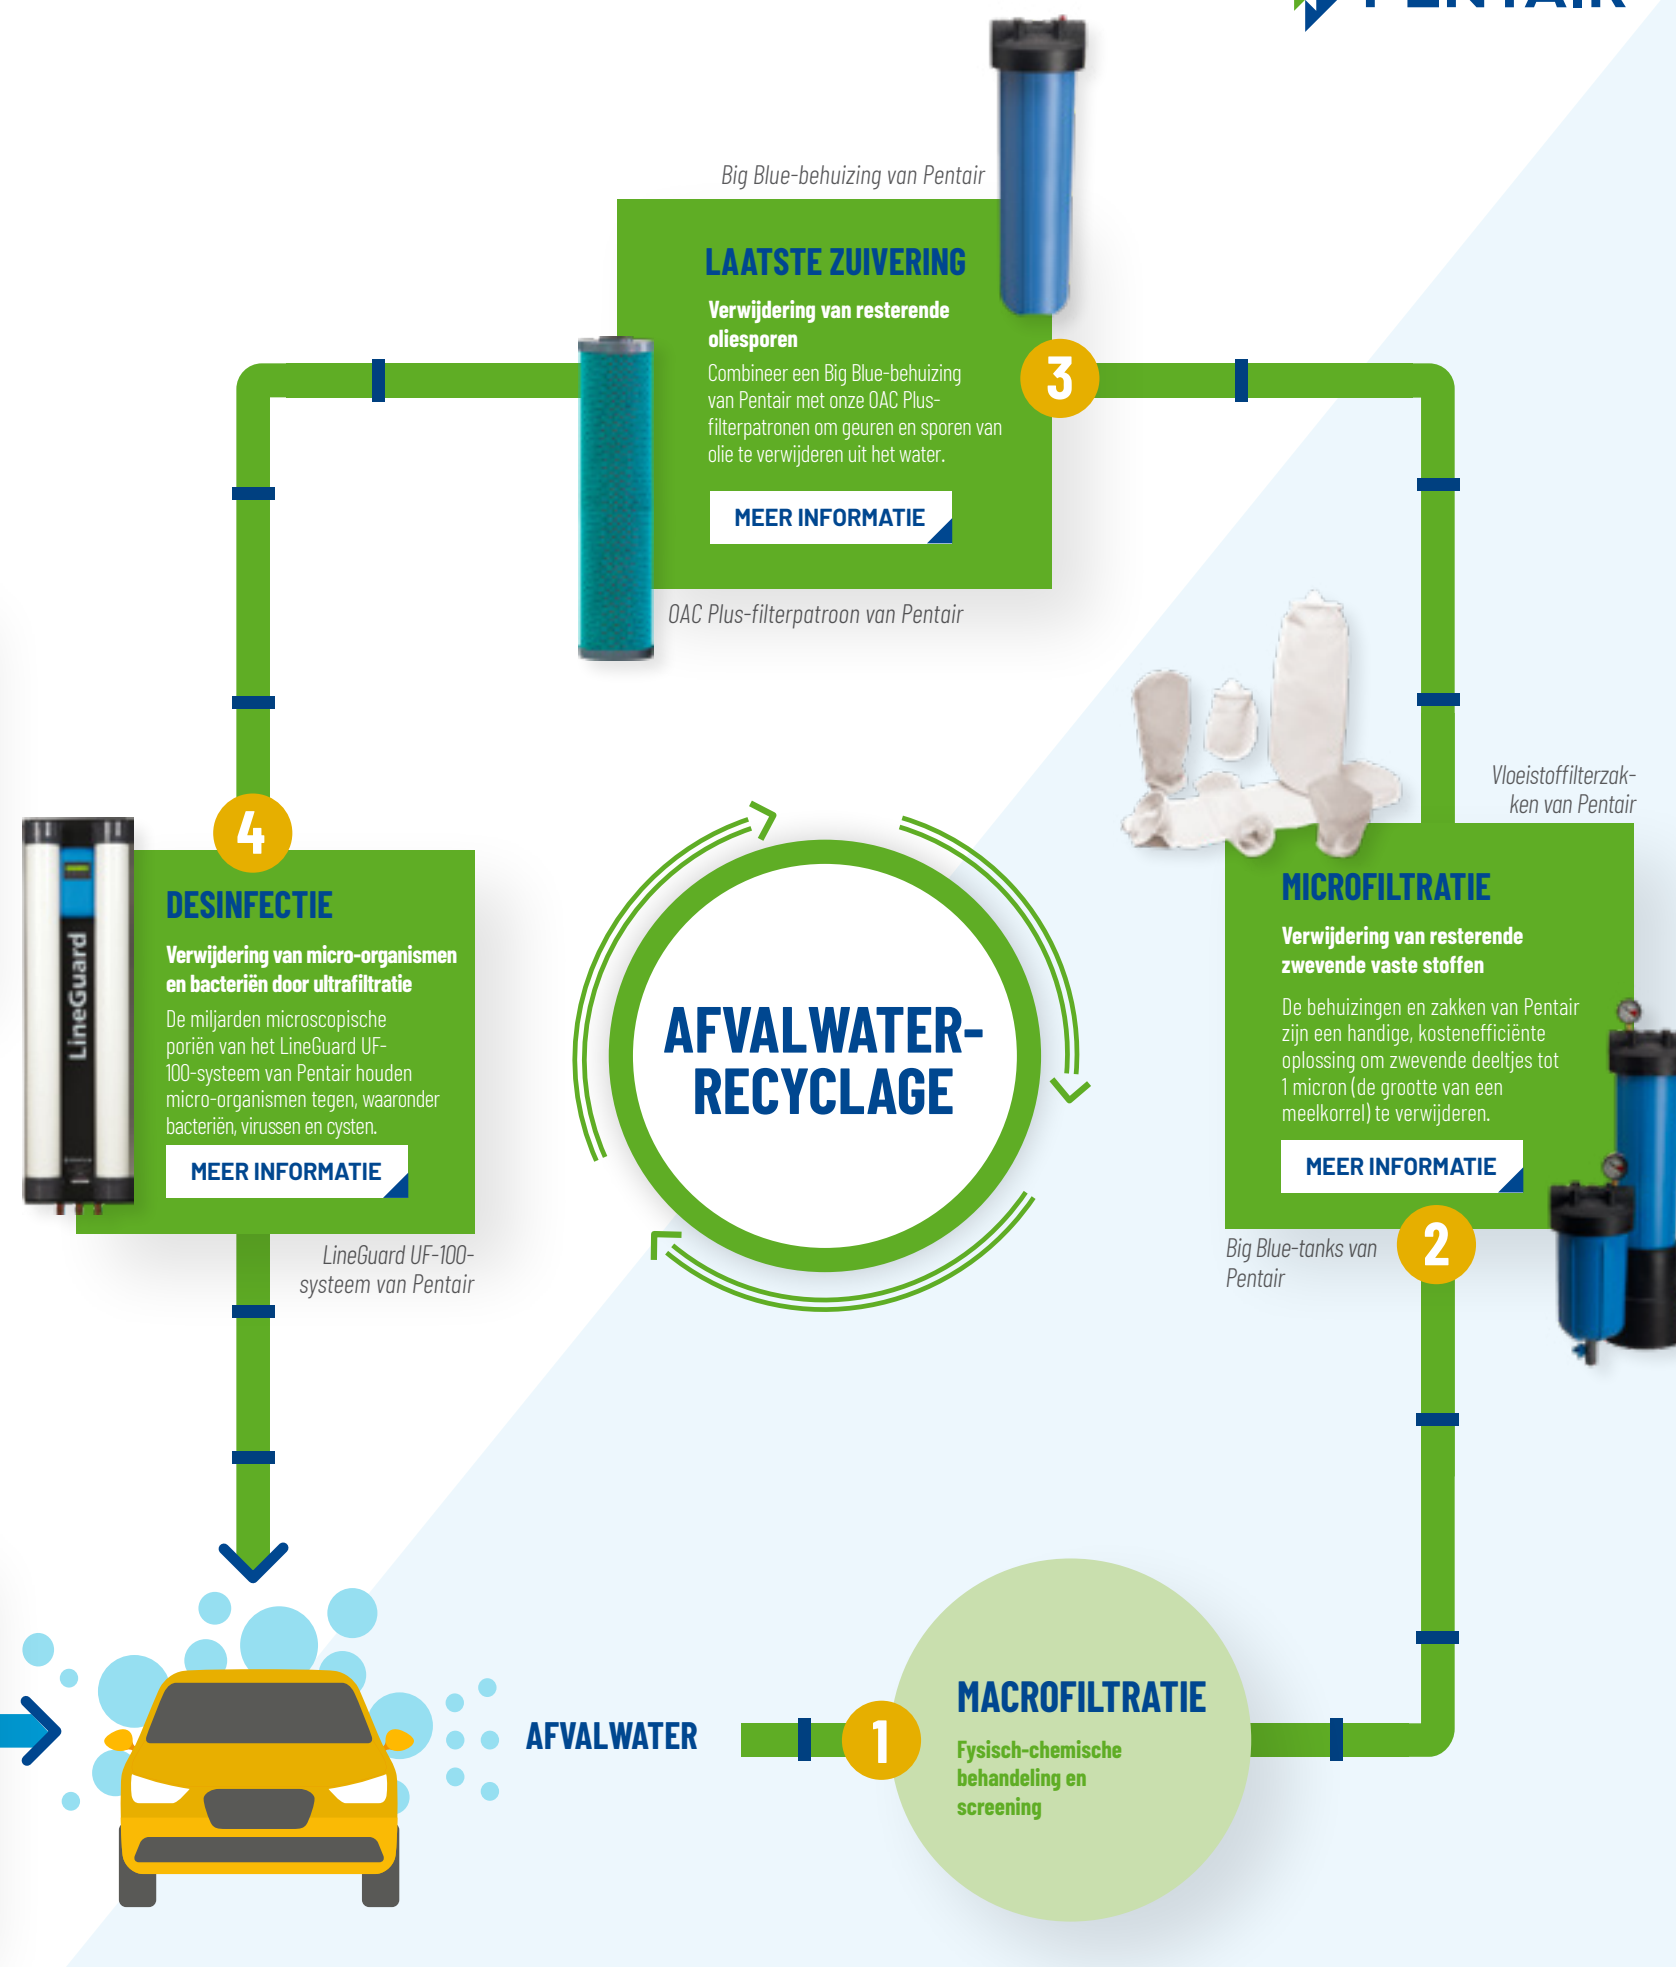 PENTAIR
Big Blue-behuizing van Pentair
LAATSTE ZUIVERING
Verwijdering van resterende
oliesporen
Combineer een Big Blue-behuizing
van Pentair met onze OAC Plus-
filterpatronen om geuren en sporen van
olie te verwijderen uit het water.
MEER INFORMATIE
3
OAC Plus-filterpatroon van Pentair
Vloeistoffilterzak-
ken van Pentair
4
DESINFECTIE
Verwijdering van micro-organismen
en bacteriën door ultrafiltratie
De miljarden microscopische
poriën van het LineGuard UF-
100-systeem van Pentair houden
micro-organismen tegen, waaronder
bacteriën, virussen en cysten.
MEER INFORMATIE
LineGuard
LineGuard UF-100-
systeem van Pentair
AFVALWATER-
RECYCLAGE
MICROFILTRATIE
Verwijdering van resterende
zwevende vaste stoffen
De behuizingen en zakken van Pentair
zijn een handige, kostenefficiënte
oplossing om zwevende deeltjes tot
1 micron (de grootte van een
meelkorrel) te verwijderen.
MEER INFORMATIE
Big Blue-tanks van
Pentair
2
AFVALWATER
1
MACROFILTRATIE
Fysisch-chemische
behandeling en
screening